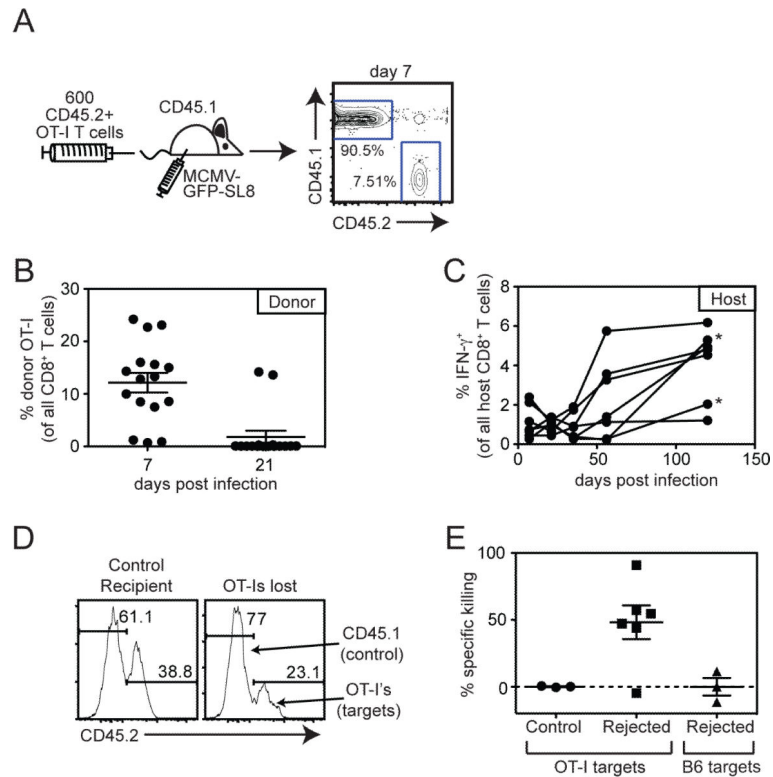 A
600
CD45.2+
OT-I T cells
CD45.1
MCMV-
GFP-SL8
day 7
CD45.1
90.5%
7.51%
CD45.2
B
% donor OT-I
(of all CD8⁺ T cells)
30
20
10
0
Donor
7
21
days post infection
C
% IFN-γ⁺
(of all host CD8⁺ T cells)
8
6
4
2
0
Host
*
*
0
50
100
150
days post infection
D
Control
Recipient
OT-Is lost
61.1
38.8
77
23.1
CD45.1
(control)
OT-I's
(targets)
CD45.2
E
% specific killing
100
50
0
Control
Rejected
Rejected
OT-I targets
B6 targets